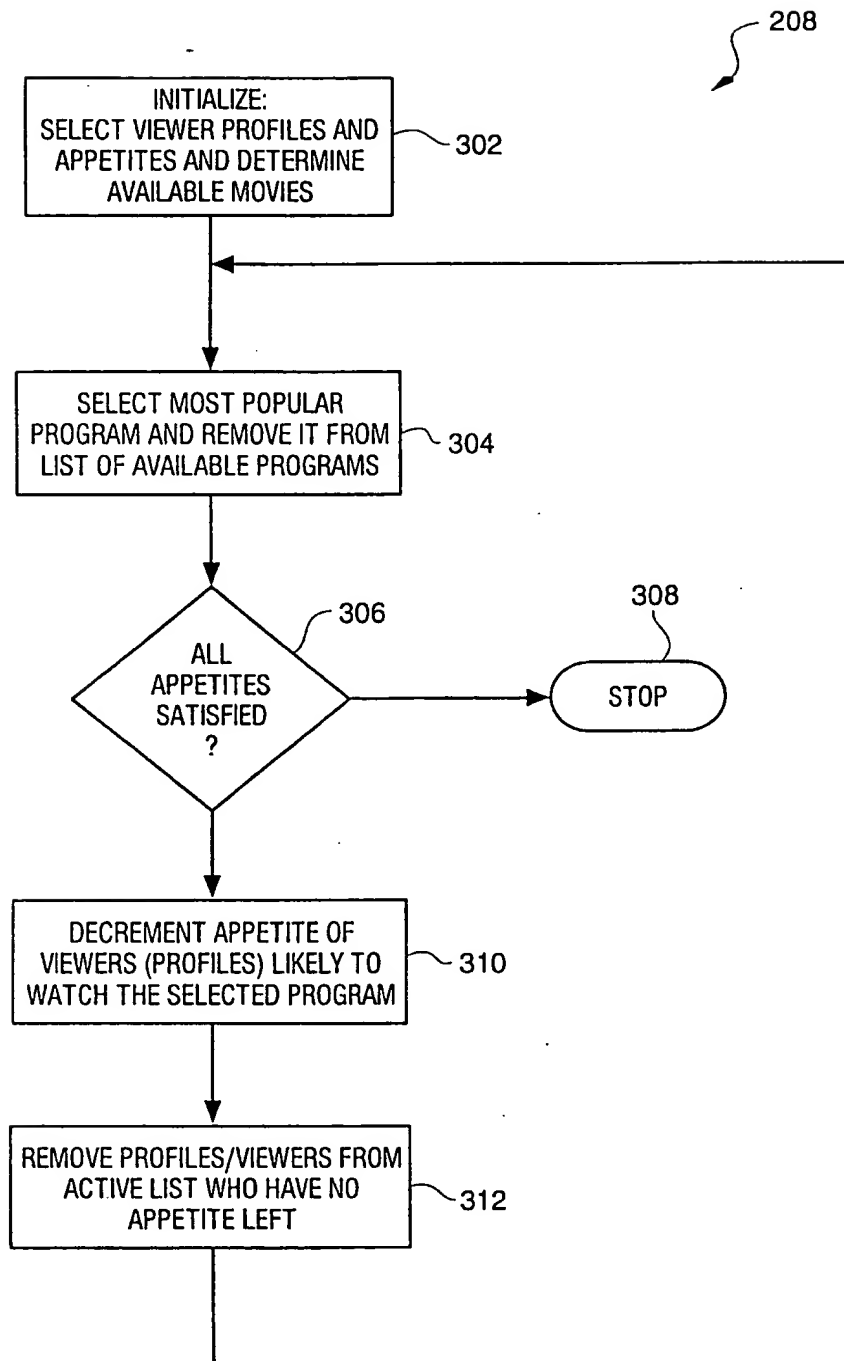 208
INITIALIZE:
SELECT VIEWER PROFILES AND
APPETITES AND DETERMINE
AVAILABLE MOVIES
302
SELECT MOST POPULAR
PROGRAM AND REMOVE IT FROM
LIST OF AVAILABLE PROGRAMS
304
ALL
APPETITES
SATISFIED
?
306
308
STOP
DECREMENT APPETITE OF
VIEWERS (PROFILES) LIKELY TO
WATCH THE SELECTED PROGRAM
310
REMOVE PROFILES/VIEWERS FROM
ACTIVE LIST WHO HAVE NO
APPETITE LEFT
312